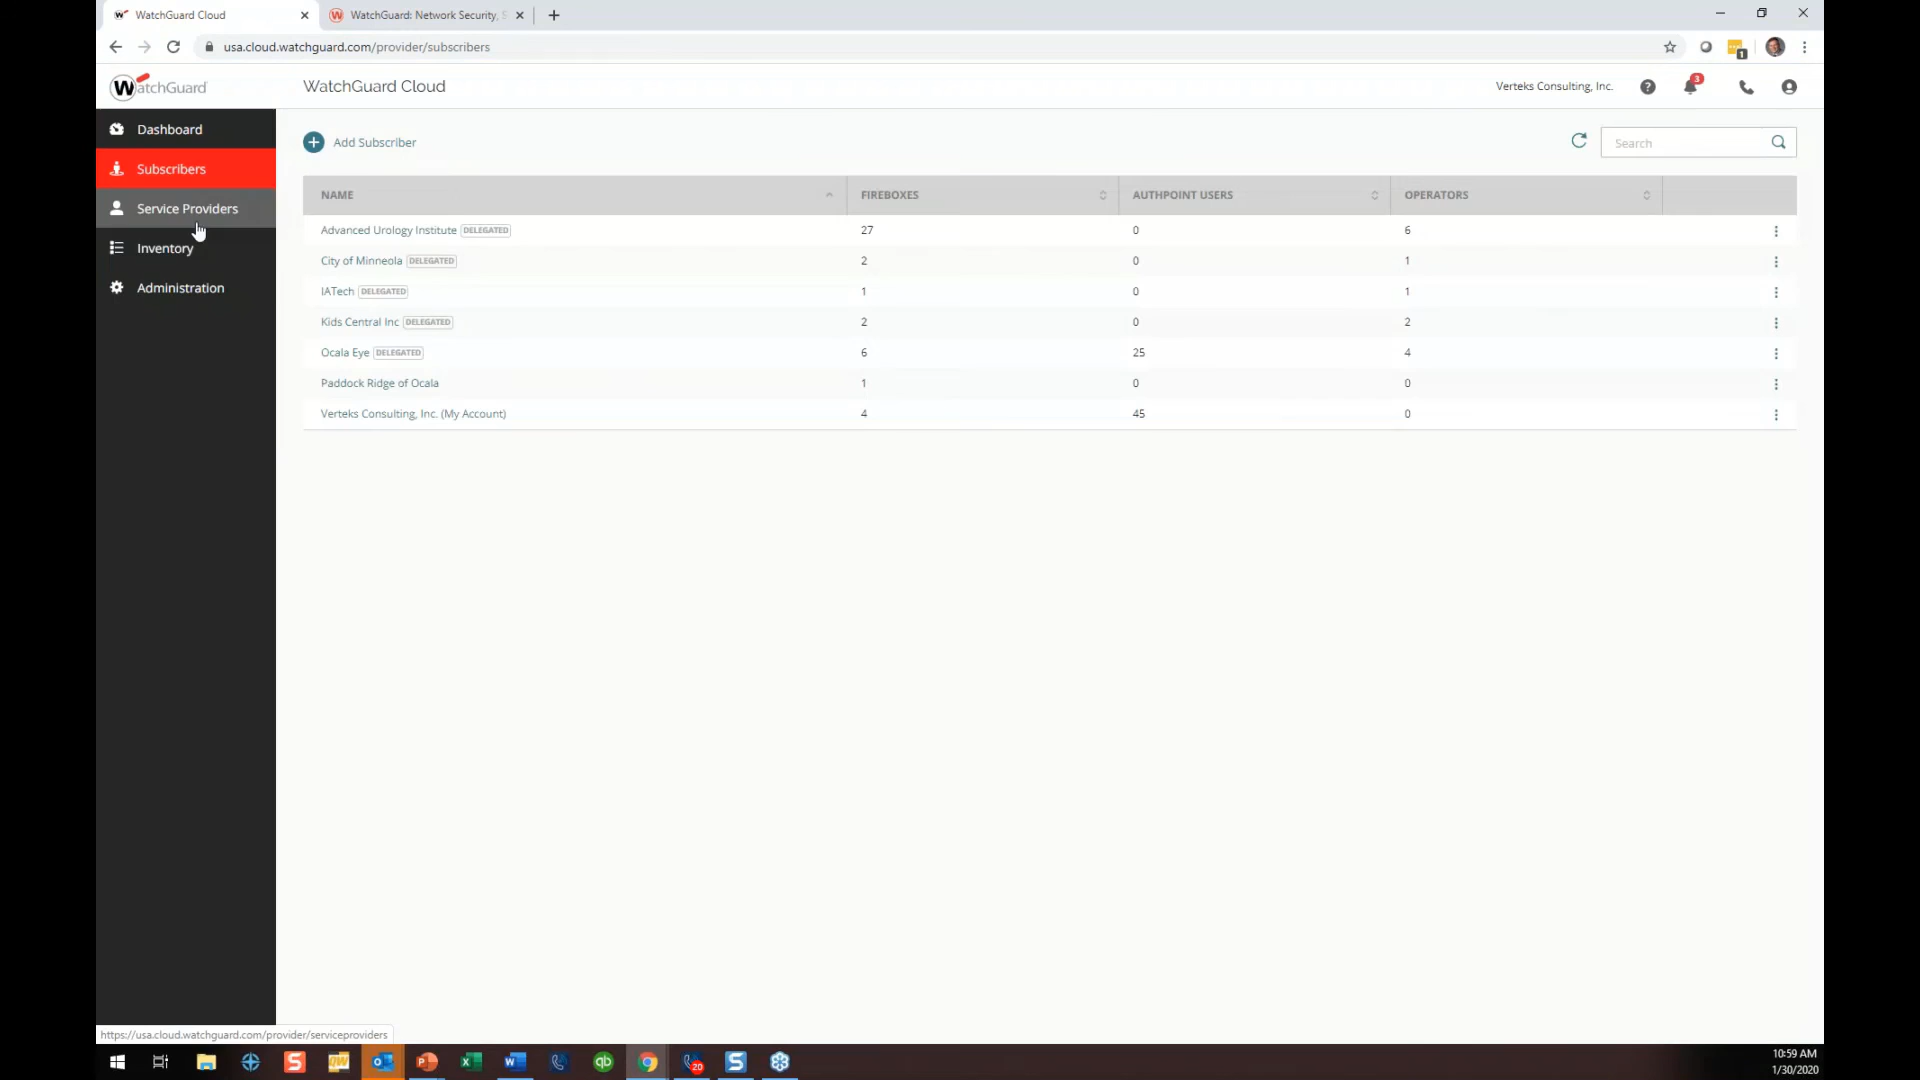 WatchGuard Cloud
WatchGuard: Network Security, S
usa.cloud.watchguard.com/provider/subscribers
1
WatchGuard
WatchGuard Cloud
Verteks Consulting, Inc.
3
Dashboard
Subscribers
Service Providers
Inventory
Administration
Add Subscriber
Search
NAME FIREBOXES AUTHPOINT USERS OPERATORS
Advanced Urology Institute DELEGATED 27 0 6
City of Minneola DELEGATED 2 0 1
IATech DELEGATED 1 0 1
Kids Central Inc DELEGATED 2 0 2
Ocala Eye DELEGATED 6 25 4
Paddock Ridge of Ocala 1 0 0
Verteks Consulting, Inc. (My Account) 4 45 0
https://usa.cloud.watchguard.com/provider/serviceproviders
20
10:59 AM
1/30/2020